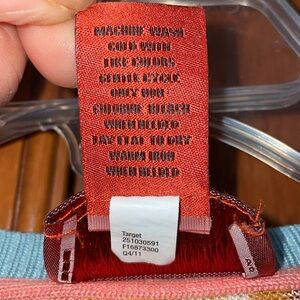 MACHINE WASH
COLD WITH
LIKE COLORS
GENTLE CYCLE
ONLY NON-
CHLORINE BLEACH
WHEN NEEDED
LAY FLAT TO DRY
WARM IRON
WHEN NEEDED
Target
251030591
F16873300
Q4/11